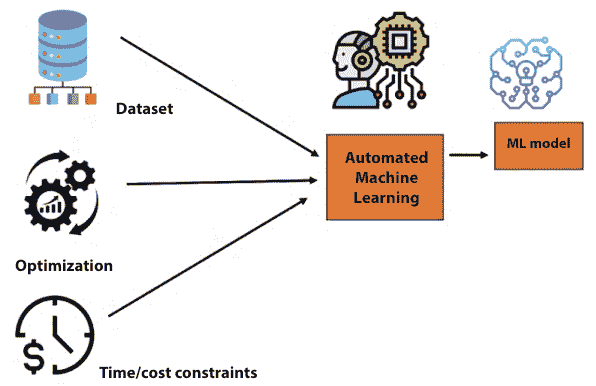 Dataset
Optimization
Time/cost constraints
$
Automated
Machine
Learning
ML model